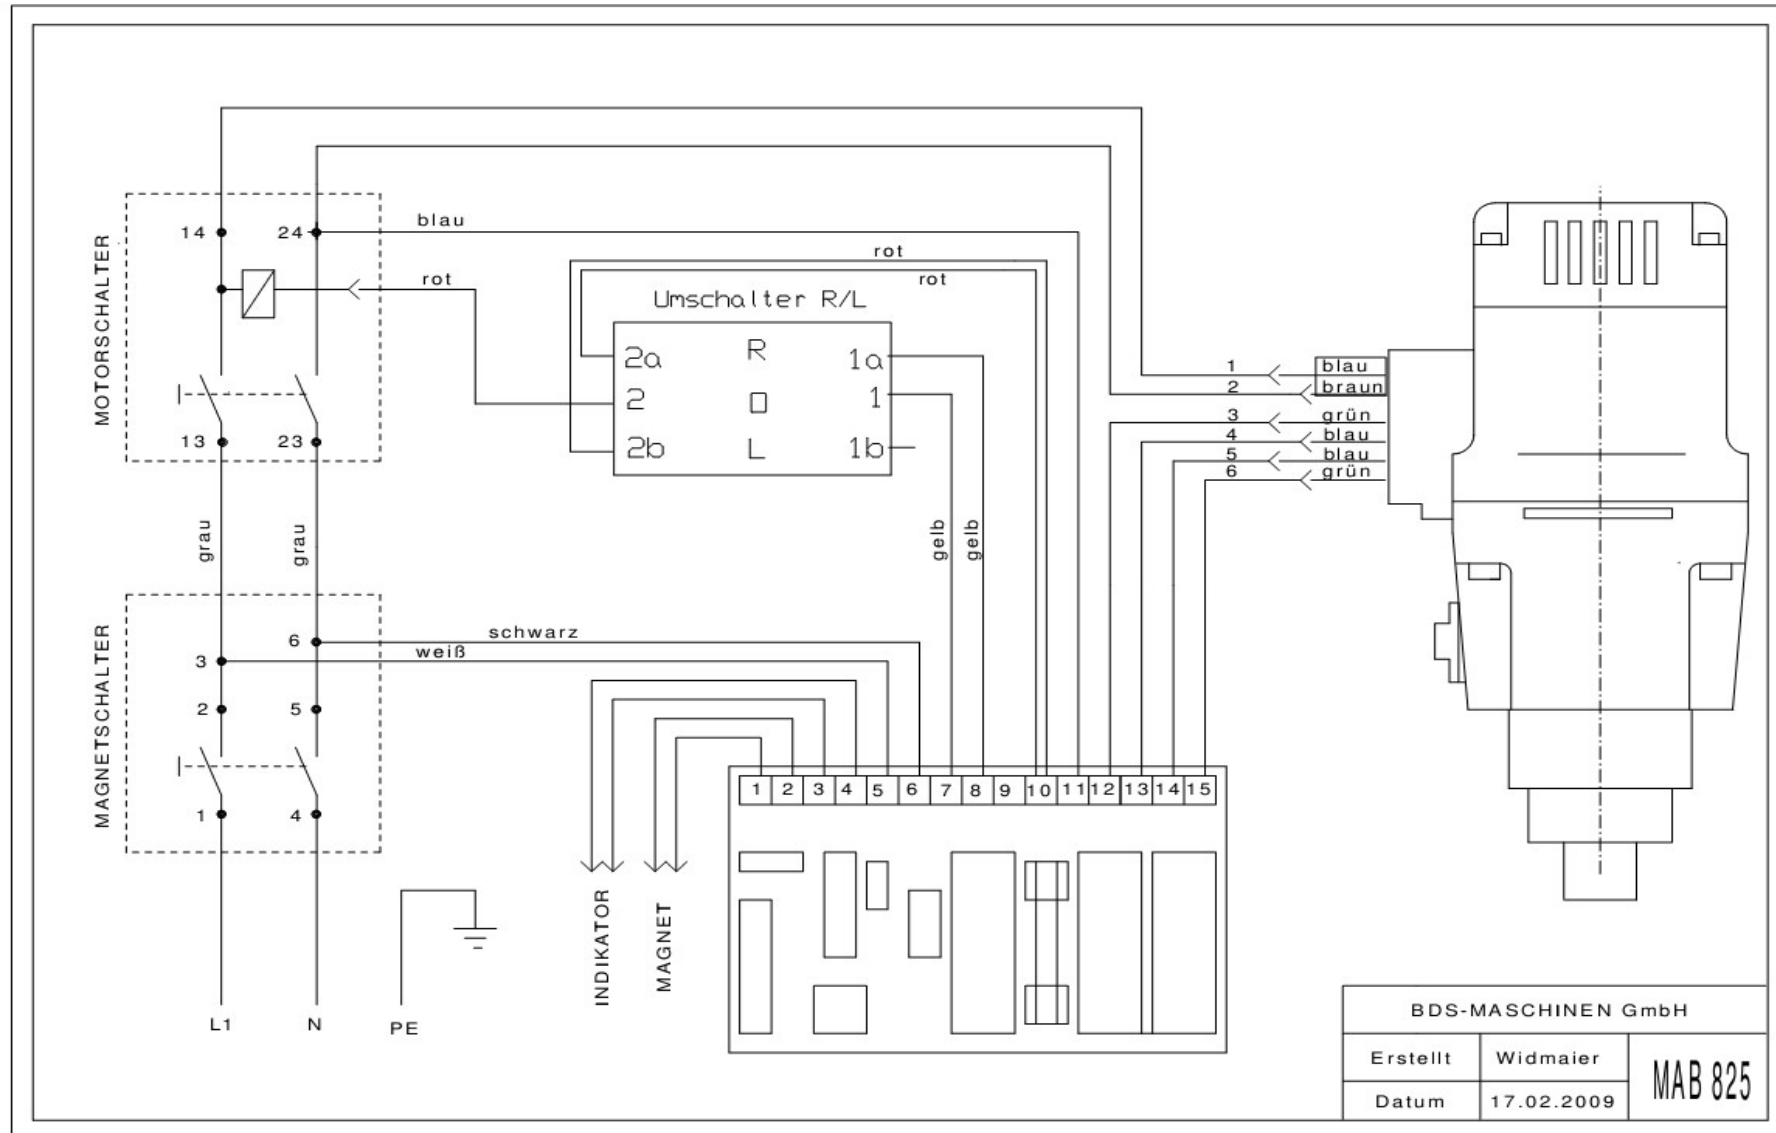 14
24
blau
rot
rot
rot
MOTORSCHALTER
13
23
Umschalter R/L
2a
R
1a
2
0
1
2b
L
1b
1
blau
2
braun
3
grün
4
blau
5
blau
6
grün
grau
grau
gelb
gelb
MAGNETSCHALTER
6
schwarz
3
weiß
2
5
1
4
1 2 3 4 5 6 7 8 9 10 11 12 13 14 15
INDIKATOR
MAGNET
L1
N
PE
BDS-MASCHINEN GmbH
Erstellt
Widmaier
MAB 825
Datum
17.02.2009